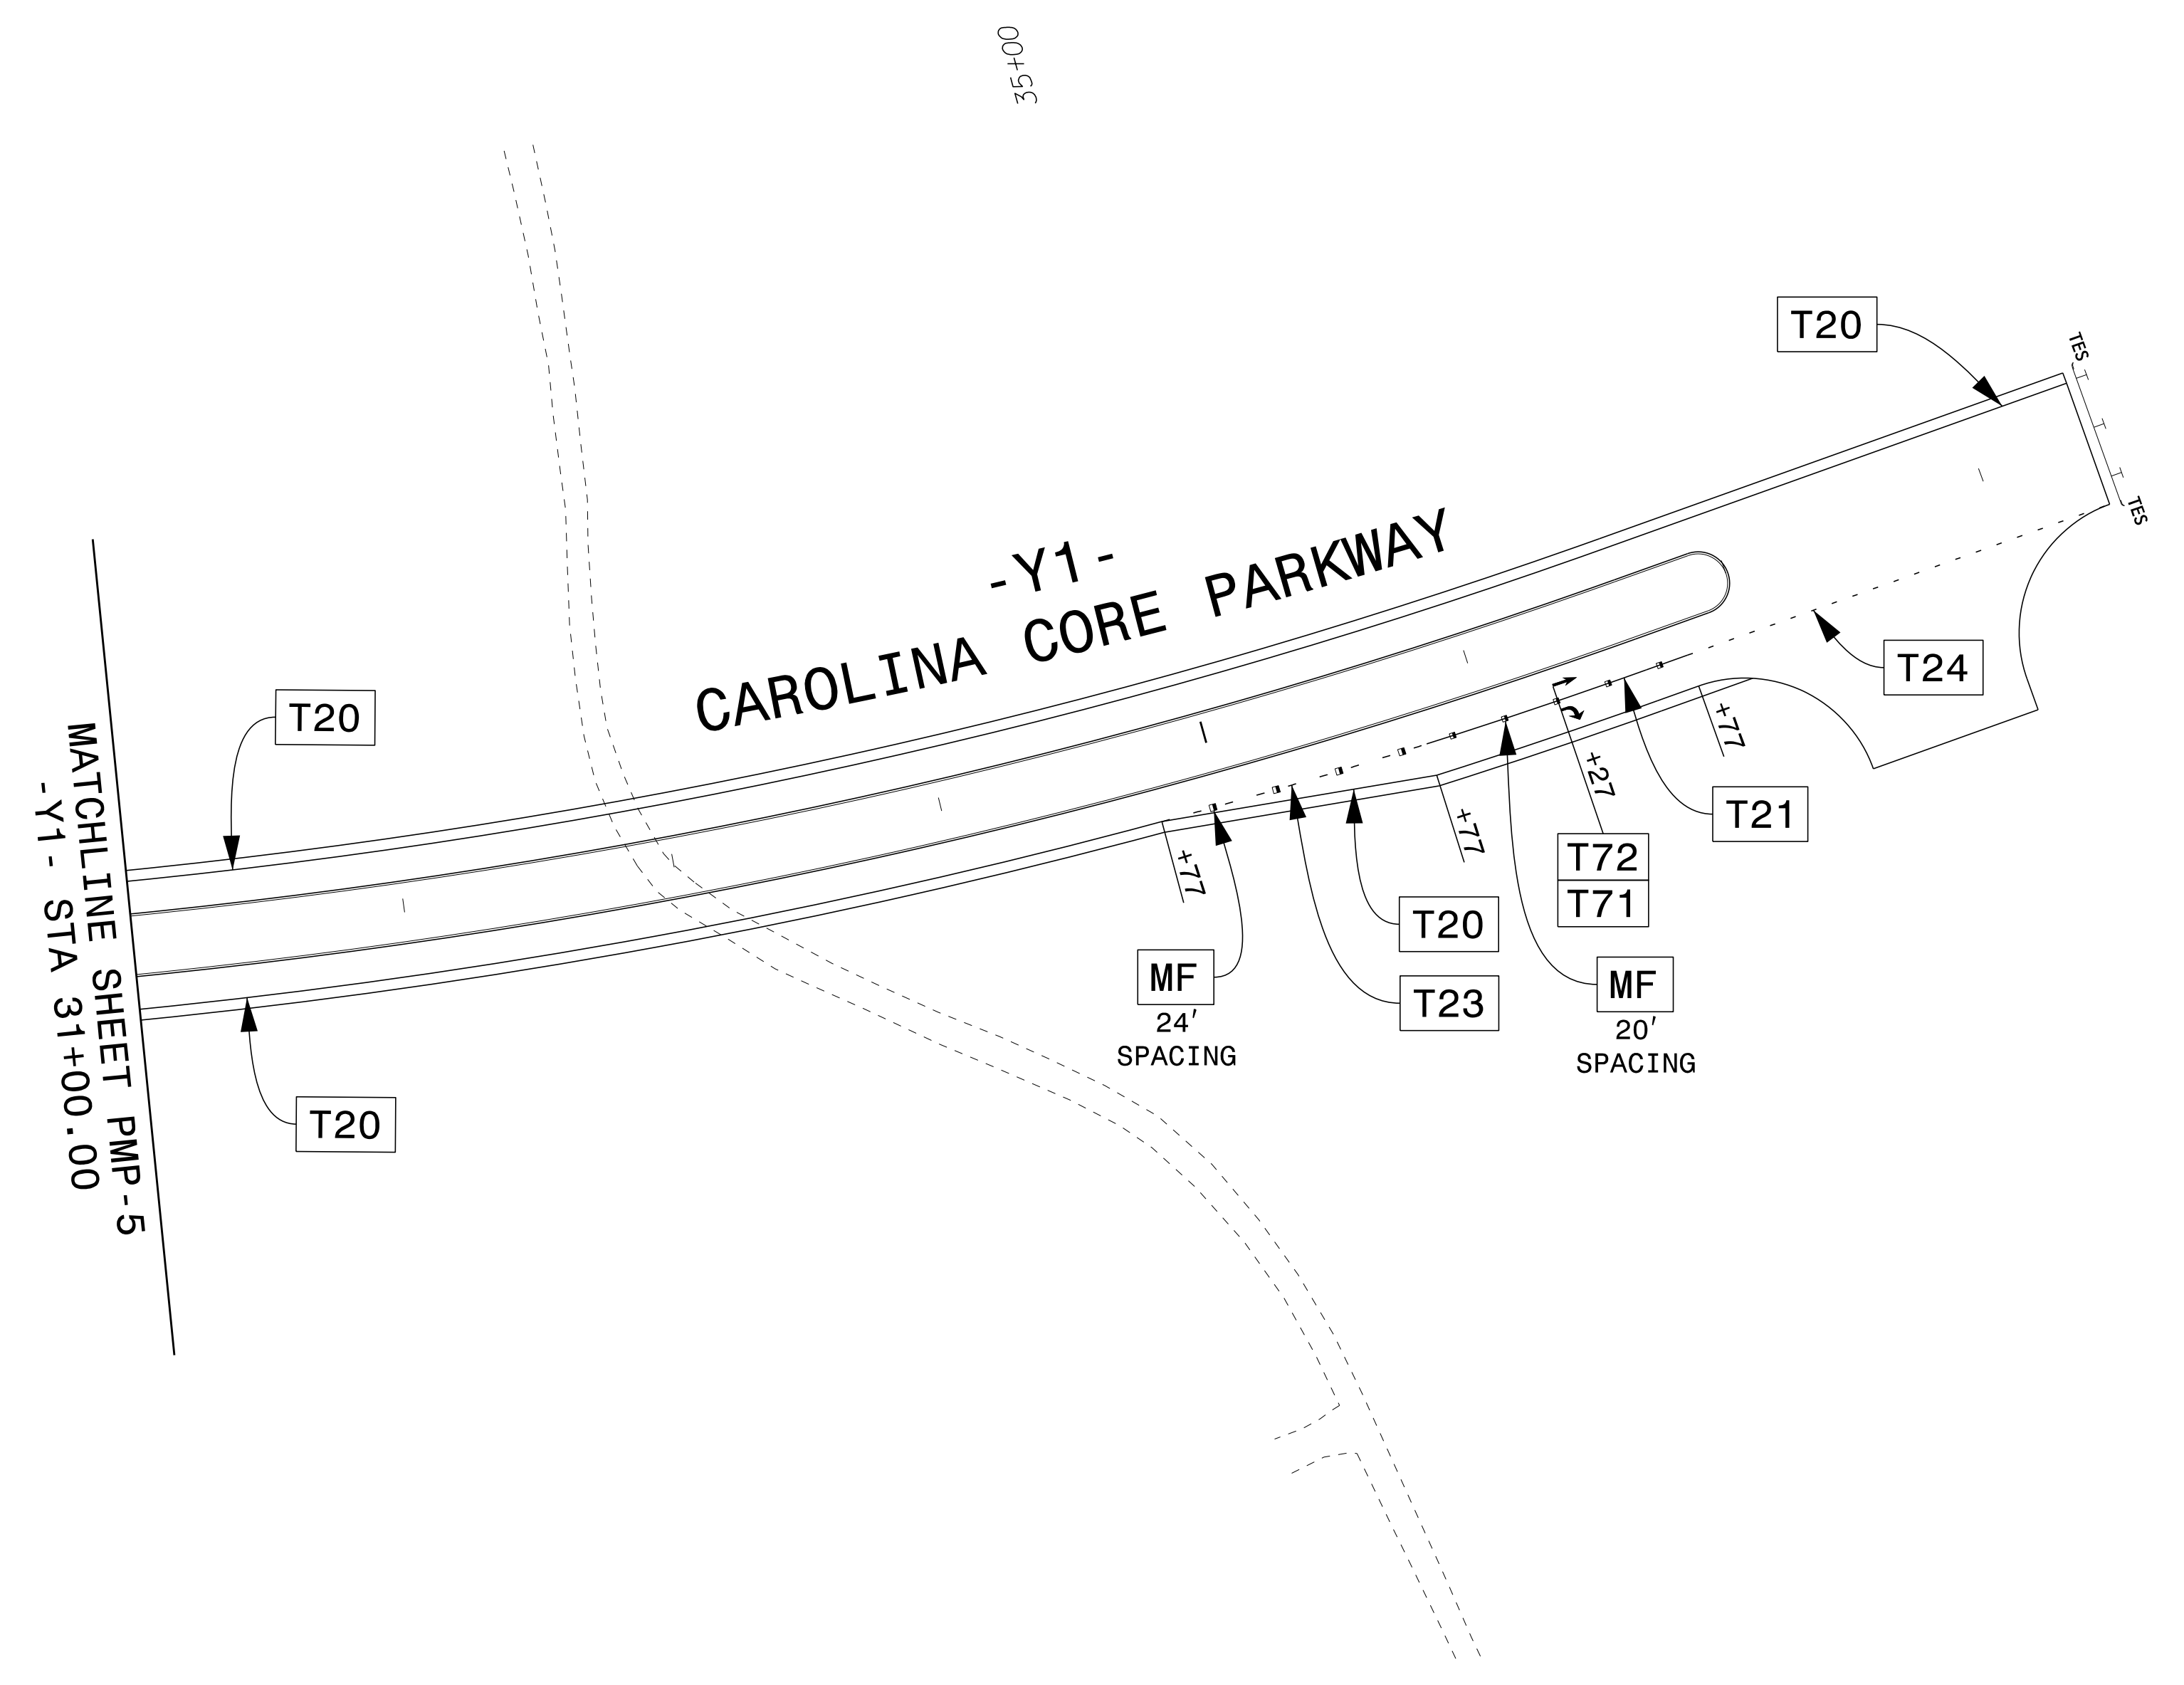 35+00
T20
TES
TES
-Y1-
CAROLINA CORE PARKWAY
T24
T20
MATCHLINE SHEET PMP-5
-Y1- STA 31+00.00
+77
+27
T21
+77
+77
T72
T71
T20
MF
24'
SPACING
T23
MF
20'
SPACING
T20